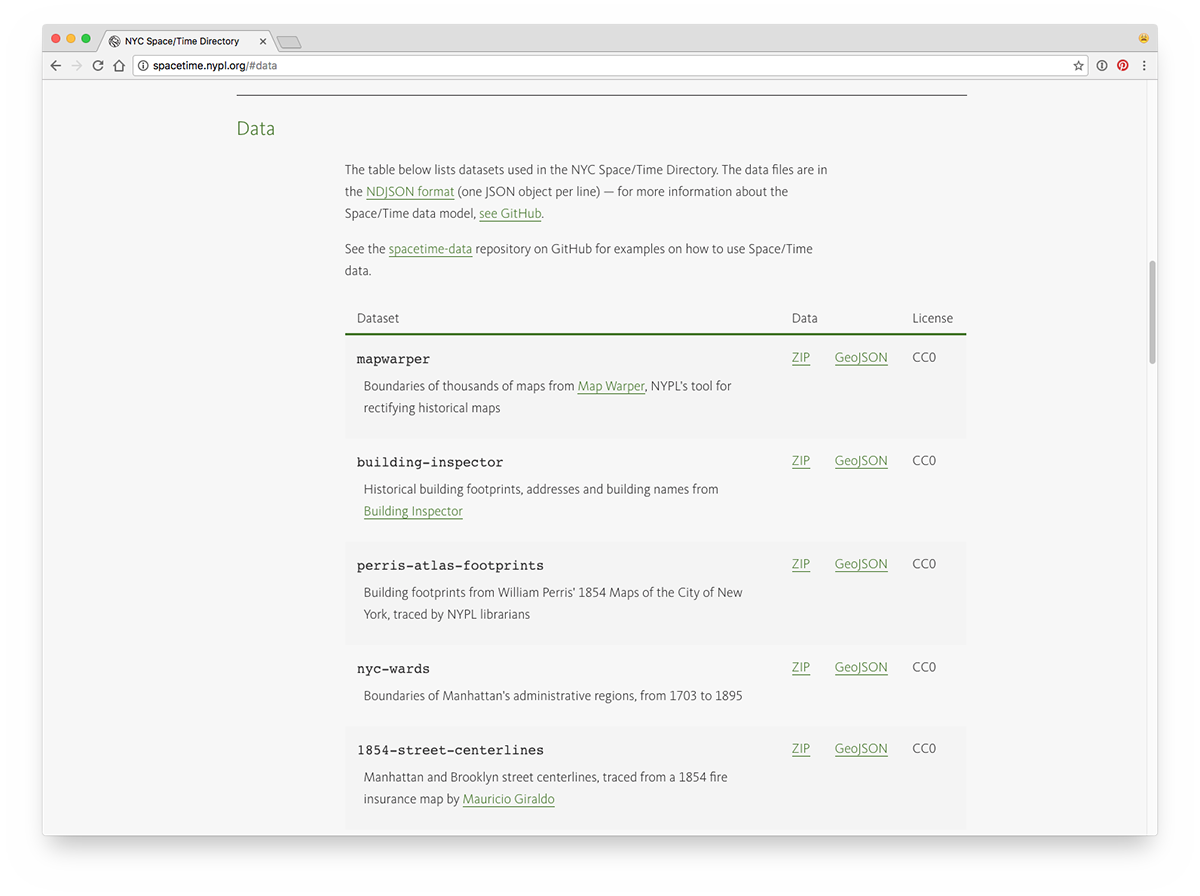 NYC Space/Time Directory
spacetime.nypl.org/#data
Data
The table below lists datasets used in the NYC Space/Time Directory. The data files are in
the NDJSON format (one JSON object per line) — for more information about the
Space/Time data model, see GitHub.
See the spacetime-data repository on GitHub for examples on how to use Space/Time
data.
Dataset Data License
mapwarper ZIP GeoJSON CC0
Boundaries of thousands of maps from Map Warper, NYPL's tool for
rectifying historical maps
building-inspector ZIP GeoJSON CC0
Historical building footprints, addresses and building names from
Building Inspector
perris-atlas-footprints ZIP GeoJSON CC0
Building footprints from William Perris' 1854 Maps of the City of New
York, traced by NYPL librarians
nyc-wards ZIP GeoJSON CC0
Boundaries of Manhattan's administrative regions, from 1703 to 1895
1854-street-centerlines ZIP GeoJSON CC0
Manhattan and Brooklyn street centerlines, traced from a 1854 fire
insurance map by Mauricio Giraldo